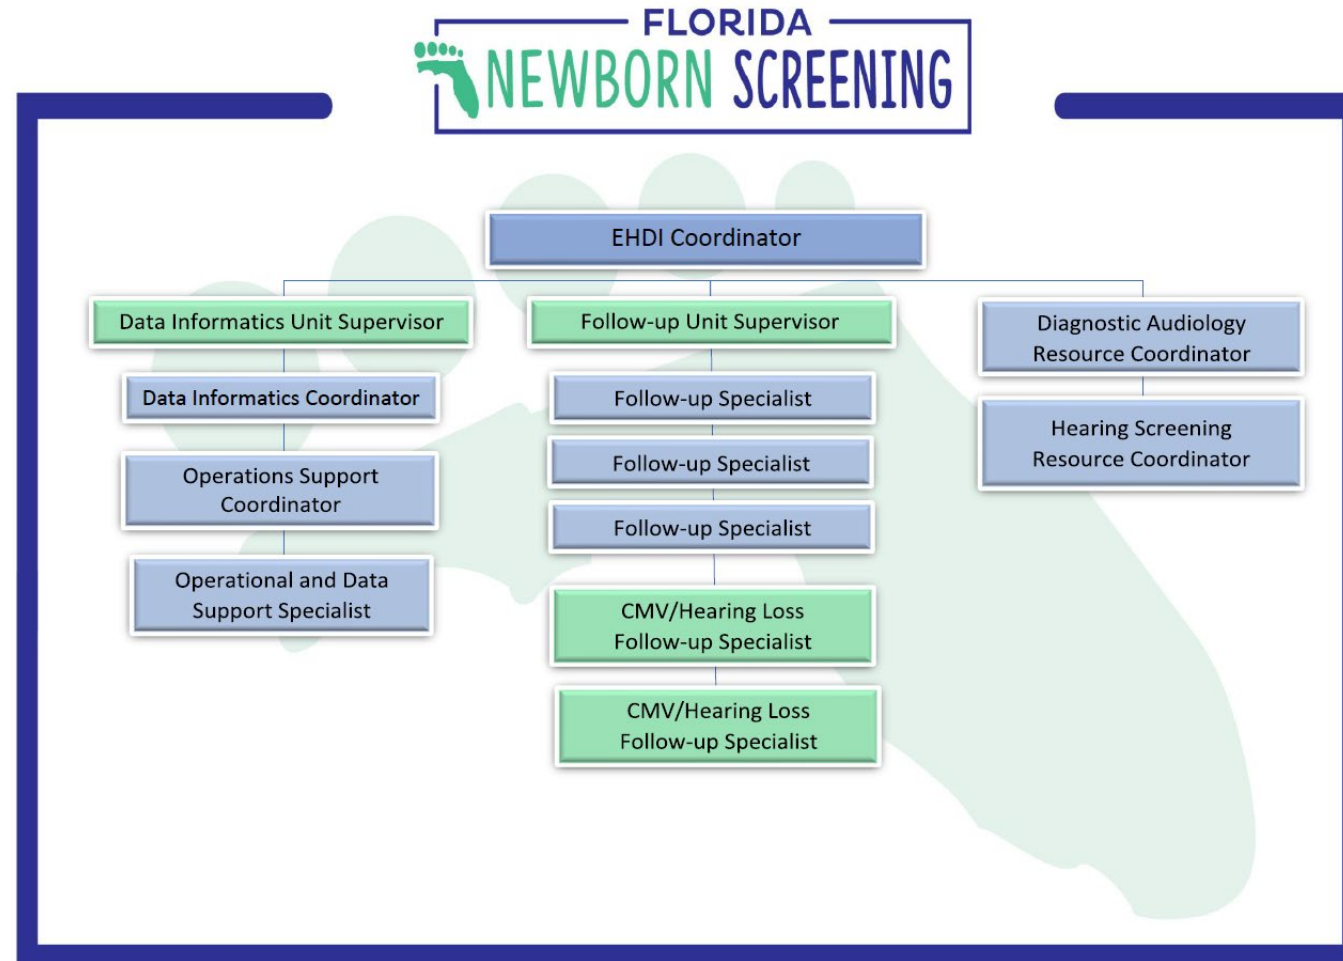 FLORIDA
NEWBORN SCREENING
EHDI Coordinator
Data Informatics Unit Supervisor
Data Informatics Coordinator
Operations Support
Coordinator
Operational and Data
Support Specialist
Follow-up Unit Supervisor
Follow-up Specialist
Follow-up Specialist
Follow-up Specialist
CMV/Hearing Loss
Follow-up Specialist
CMV/Hearing Loss
Follow-up Specialist
Diagnostic Audiology
Resource Coordinator
Hearing Screening
Resource Coordinator